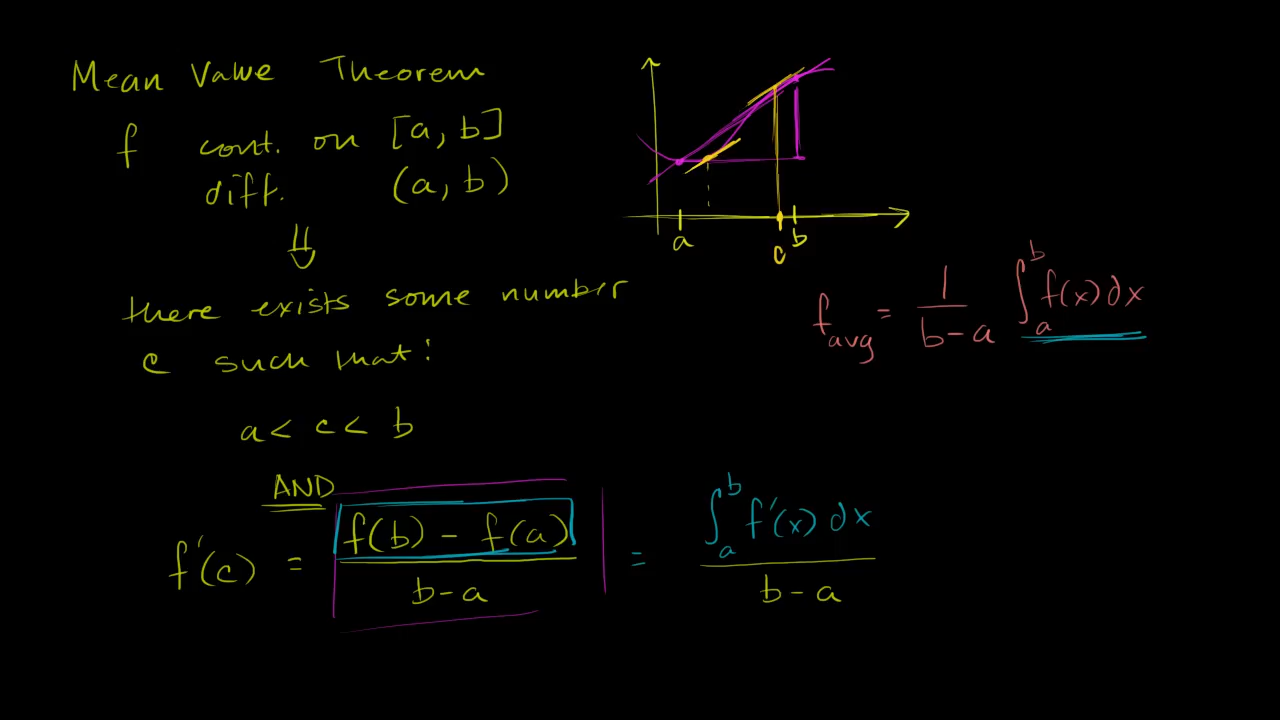 Mean Value Theorem
f cont. on [a, b]
diff. (a, b)
⇓
there exists some number
c such that:
a < c < b
AND
f'(c) = f(b) - f(a) / b - a = ∫_a^b f'(x) dx / b - a
a c b
f_avg = 1 / b - a ∫_a^b f(x) dx